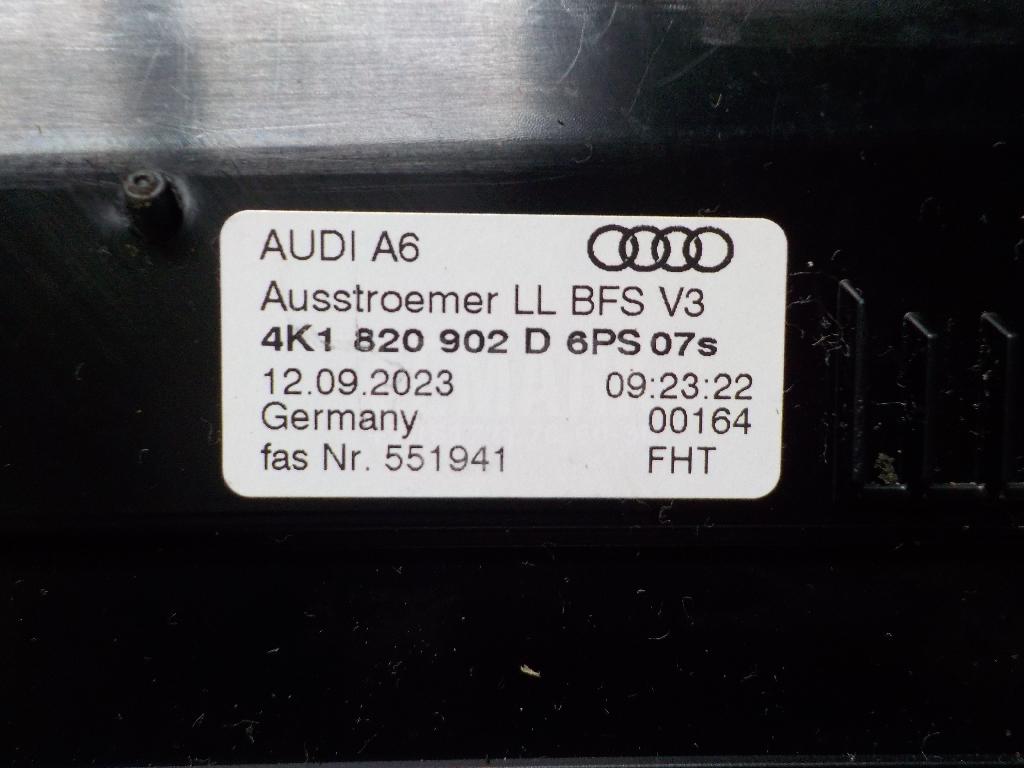 AUDI A6
Ausstroemer LL BFS V3
4K1 820 902 D 6PS 07s
12.09.2023 09:23:22
Germany 00164
fas Nr. 551941 FHT